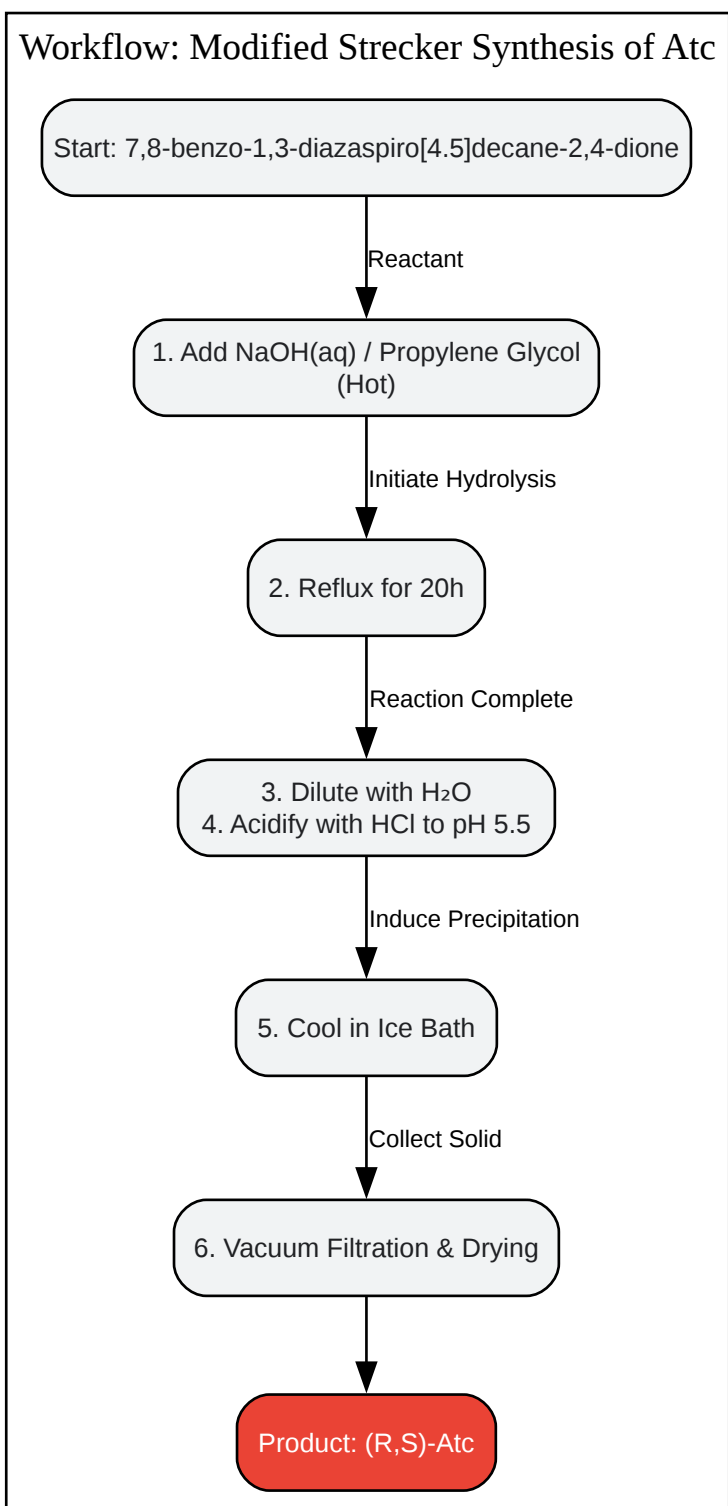 Workflow: Modified Strecker Synthesis of Atc
Start: 7,8-benzo-1,3-diazaspiro[4.5]decane-2,4-dione
Reactant
1. Add NaOH(aq) / Propylene Glycol
(Hot)
Initiate Hydrolysis
2. Reflux for 20h
Reaction Complete
3. Dilute with H₂O
4. Acidify with HCl to pH 5.5
Induce Precipitation
5. Cool in Ice Bath
Collect Solid
6. Vacuum Filtration & Drying
Product: (R,S)-Atc